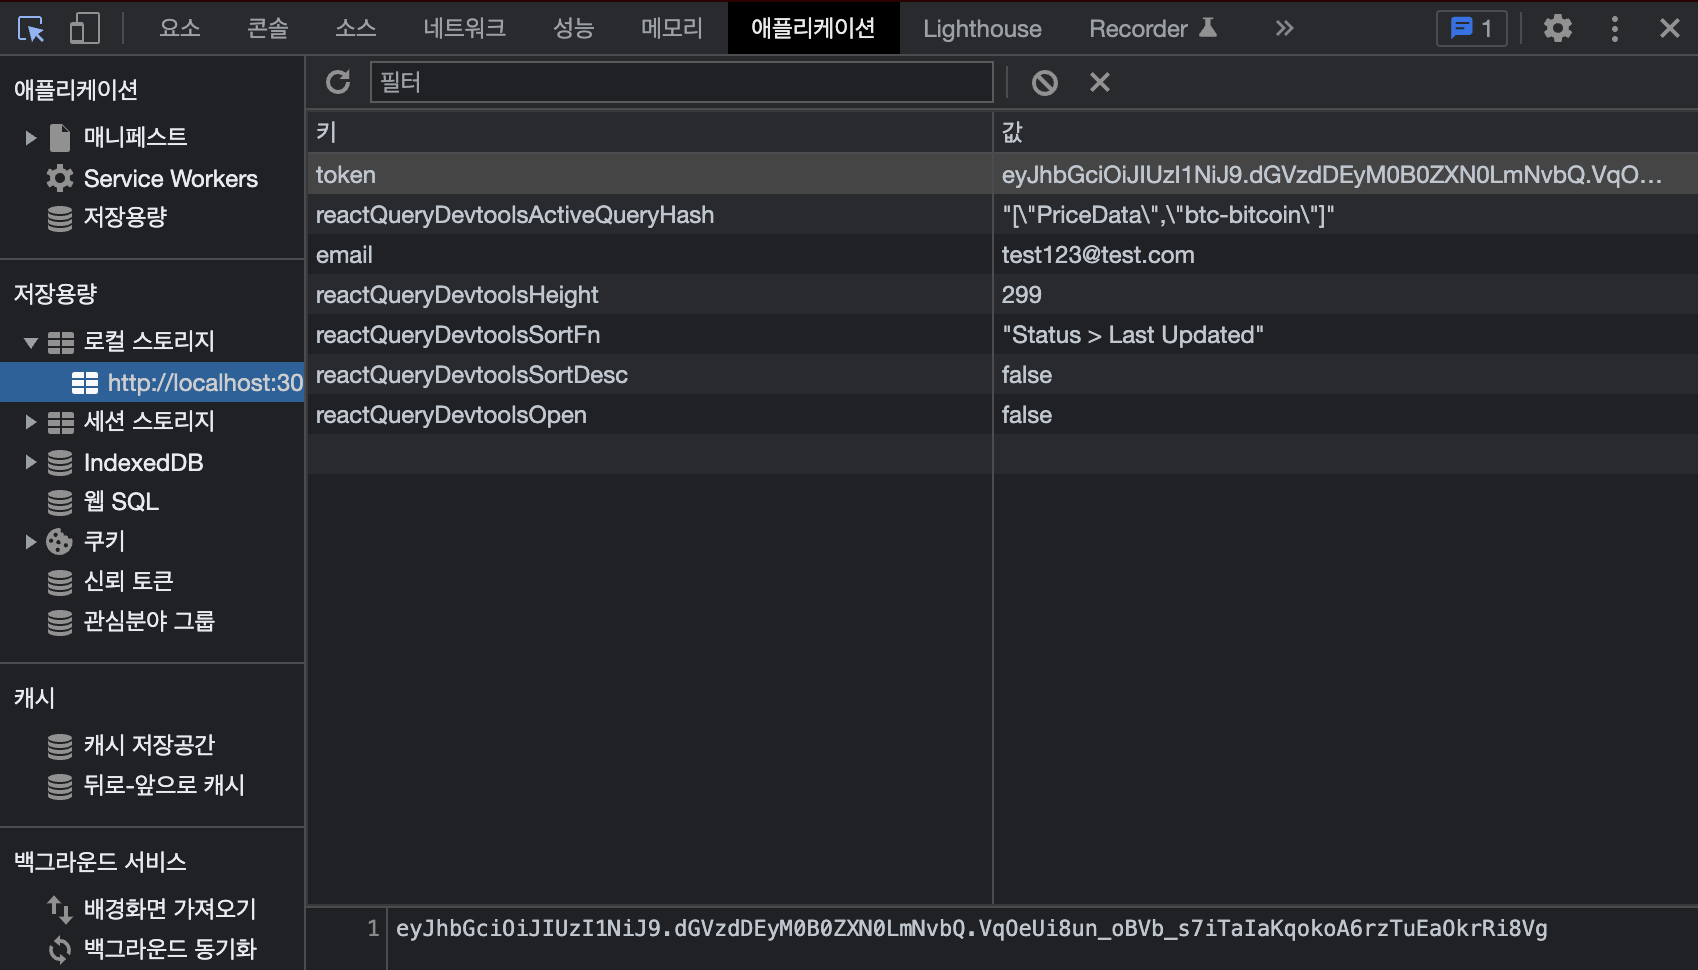 요소 콘솔 소스 네트워크 성능 메모리 애플리케이션 Lighthouse Recorder 1
애플리케이션
매니페스트
Service Workers
저장용량
저장용량
로컬 스토리지
http://localhost:30
세션 스토리지
IndexedDB
웹 SQL
쿠키
신뢰 토큰
관심분야 그룹
캐시
캐시 저장공간
뒤로-앞으로 캐시
백그라운드 서비스
배경화면 가져오기
백그라운드 동기화
필터
키 값
token eyJhbGciOiJIUzI1NiJ9.dGVzdDEyM0B0ZXN0LmNvbQ.VqO…
reactQueryDevtoolsActiveQueryHash "[\"PriceData\",\"btc-bitcoin\"]"
email test123@test.com
reactQueryDevtoolsHeight 299
reactQueryDevtoolsSortFn "Status > Last Updated"
reactQueryDevtoolsSortDesc false
reactQueryDevtoolsOpen false
1 eyJhbGciOiJIUzI1NiJ9.dGVzdDEyM0B0ZXN0LmNvbQ.VqOeUi8un_oBVb_s7iTaIaKqokoA6rzTuEaOkrRi8Vg